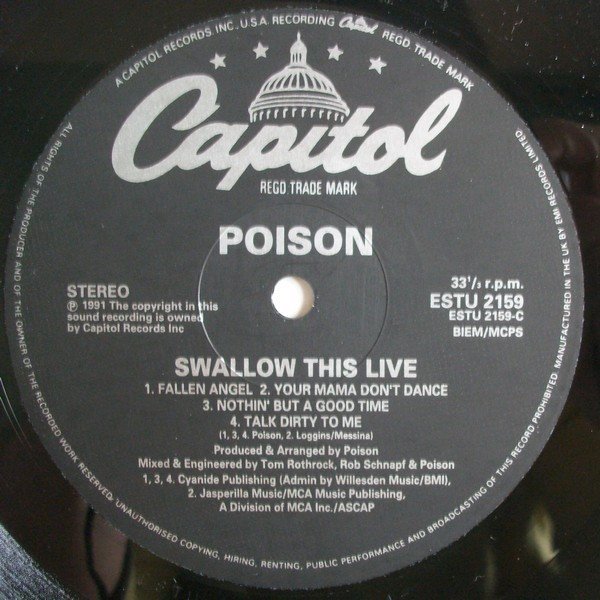 A CAPITOL RECORDS INC., U.S.A. RECORDING Capitol REGD. TRADE MARK
Capitol
REGD TRADE MARK
POISON
STEREO
℗ 1991 The copyright in this
sound recording is owned
by Capitol Records Inc
33⅓ r.p.m.
ESTU 2159
ESTU 2159-C
BIEM/MCPS
SWALLOW THIS LIVE
1. FALLEN ANGEL 2. YOUR MAMA DON'T DANCE
3. NOTHIN' BUT A GOOD TIME
4. TALK DIRTY TO ME
(1, 3, 4. Poison, 2. Loggins/Messina)
Produced & Arranged by Poison
Mixed & Engineered by Tom Rothrock, Rob Schnapf & Poison
1, 3, 4. Cyanide Publishing (Admin by Willesden Music/BMI),
2. Jasperilla Music/MCA Music Publishing,
A Division of MCA Inc./ASCAP
ALL RIGHTS OF THE PRODUCER AND OF THE OWNER OF THE RECORDED WORK RESERVED. UNAUTHORISED COPYING, HIRING, RENTING, PUBLIC PERFORMANCE AND BROADCASTING OF THIS RECORD PROHIBITED. MANUFACTURED IN THE UK BY EMI RECORDS LIMITED